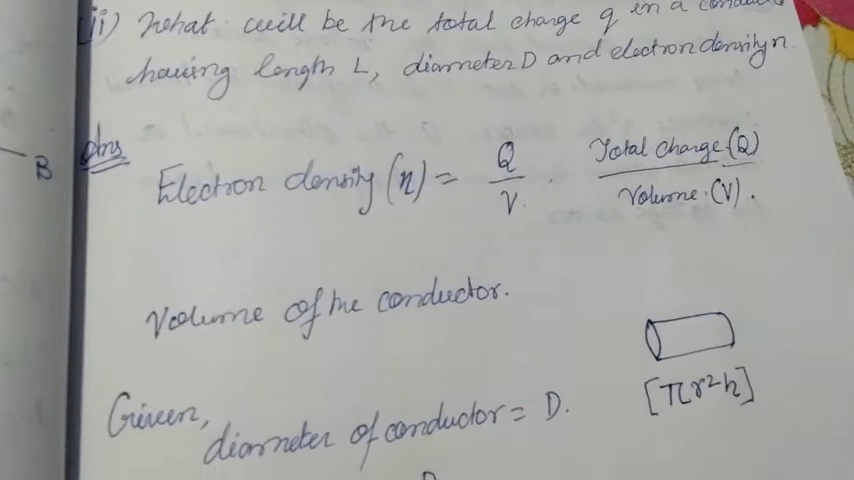 (ii) What will be the total charge q in a
having length L, diameter D and electron density n.
B
Ans
Electron density (n) = Q/V. Total charge (Q)/Volume (V).
Volume of the conductor.
[πr²h]
Given,
diameter of conductor = D.